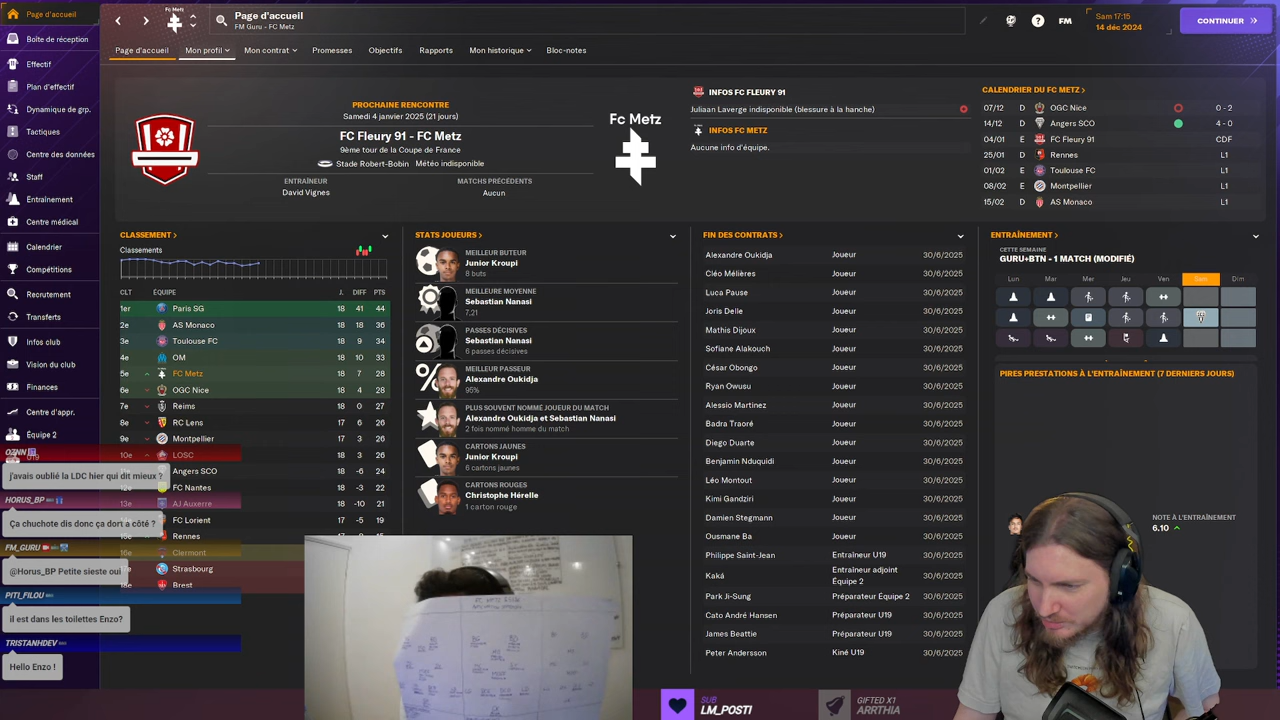 Page d'accueil
Boîte de réception
Effectif
Plan d'effectif
Dynamique de grp.
Tactiques
Centre des données
Staff
Entraînement
Centre médical
Calendrier
Compétitions
Recrutement
Transferts
Infos club
Vision du club
Finances
Centre d'appr.
Équipe 2
U19
Fc Metz
Page d'accueil
FM Guru - FC Metz
FM
Sam 17:15
14 déc 2024
CONTINUER
Page d'accueil
Mon profil
Mon contrat
Promesses
Objectifs
Rapports
Mon historique
Bloc-notes
PROCHAINE RENCONTRE
Samedi 4 janvier 2025 (21 jours)
FC Fleury 91 - FC Metz
9ème tour de la Coupe de France
Stade Robert-Bobin Météo indisponible
ENTRAÎNEUR
David Vignes
MATCHS PRÉCÉDENTS
Aucun
Fc Metz
INFOS FC FLEURY 91
Juliaan Laverge indisponible (blessure à la hanche)
INFOS FC METZ
Aucune info d'équipe.
CALENDRIER DU FC METZ
07/12 D OGC Nice 0 - 2
14/12 D Angers SCO 4 - 0
04/01 E FC Fleury 91 CDF
25/01 D Rennes L1
01/02 E Toulouse FC L1
08/02 E Montpellier L1
15/02 D AS Monaco L1
CLASSEMENT
Classements
CLT ÉQUIPE J. DIFF PTS
1er Paris SG 18 41 44
2e AS Monaco 18 18 36
3e Toulouse FC 18 9 34
4e OM 18 10 33
5e FC Metz 18 7 28
6e OGC Nice 18 4 28
7e Reims 18 0 27
8e RC Lens 17 6 26
9e Montpellier 17 3 26
10e LOSC 18 3 26
Angers SCO 18 -6 24
FC Nantes 18 -3 22
13e AJ Auxerre 18 -10 21
FC Lorient 17 -5 19
Rennes
16e Clermont
Strasbourg
18e Brest
STATS JOUEURS
MEILLEUR BUTEUR
Junior Kroupi
8 buts
MEILLEURE MOYENNE
Sebastian Nanasi
7.21
PASSES DÉCISIVES
Sebastian Nanasi
6 passes décisives
MEILLEUR PASSEUR
Alexandre Oukidja
95%
PLUS SOUVENT NOMMÉ JOUEUR DU MATCH
Alexandre Oukidja et Sebastian Nanasi
2 fois nommé homme du match
CARTONS JAUNES
Junior Kroupi
6 cartons jaunes
CARTONS ROUGES
Christophe Hérelle
1 carton rouge
FIN DES CONTRATS
Alexandre Oukidja Joueur 30/6/2025
Cléo Mélières Joueur 30/6/2025
Luca Pause Joueur 30/6/2025
Joris Delle Joueur 30/6/2025
Mathis Dijoux Joueur 30/6/2025
Sofiane Alakouch Joueur 30/6/2025
César Obongo Joueur 30/6/2025
Ryan Owusu Joueur 30/6/2025
Alessio Martinez Joueur 30/6/2025
Badra Traoré Joueur 30/6/2025
Diego Duarte Joueur 30/6/2025
Benjamin Nduquidi Joueur 30/6/2025
Léo Montout Joueur 30/6/2025
Kimi Gandziri Joueur 30/6/2025
Damien Stegmann Joueur 30/6/2025
Ousmane Ba Joueur 30/6/2025
Philippe Saint-Jean Entraîneur U19 30/6/2025
Kaká Entraîneur adjoint Équipe 2 30/6/2025
Park Ji-Sung Préparateur Équipe 2 30/6/2025
Cato André Hansen Préparateur U19 30/6/2025
James Beattie Préparateur U19 30/6/2025
Peter Andersson Kiné U19 30/6/2025
ENTRAÎNEMENT
CETTE SEMAINE
GURU+BTN - 1 MATCH (MODIFIÉ)
Lun Mar Mer Jeu Ven Sam Dim
PIRES PRESTATIONS À L'ENTRAÎNEMENT (7 DERNIERS JOURS)
NOTE À L'ENTRAÎNEMENT
6.10
j'avais oublié la LDC hier qui dit mieux ?
HORUS_BP
Ça chuchote dis donc ça dort a côté ?
FM_GURU
@Horus_BP Petite sieste oui
PITI_FILOU
il est dans les toilettes Enzo?
TRISTANHDEV
Hello Enzo !
SUB
LM_POSTI
GIFTED X1
ARRTHIA